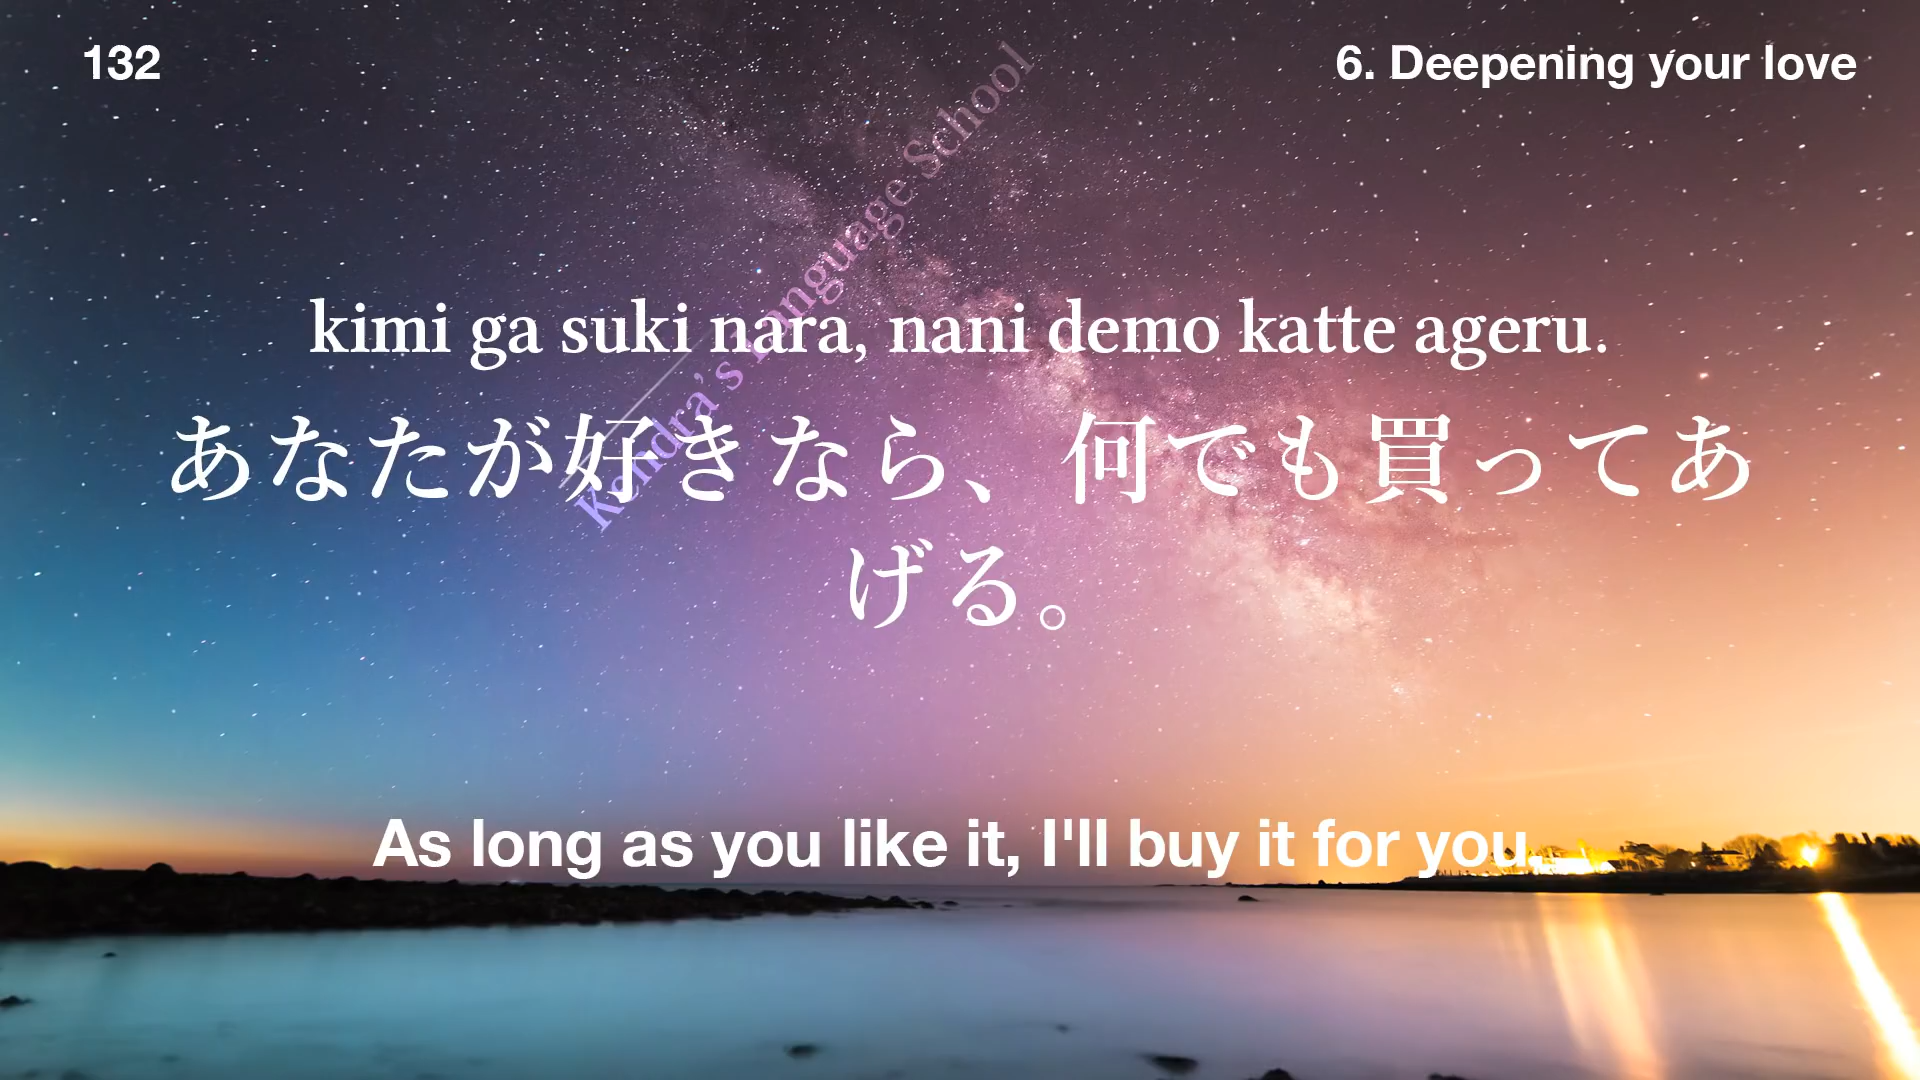 132
6. Deepening your love
Kendra's Language School
kimi ga suki nara, nani demo katte ageru.
あなたが好きなら、何でも買ってあ
げる。
As long as you like it, I'll buy it for you.